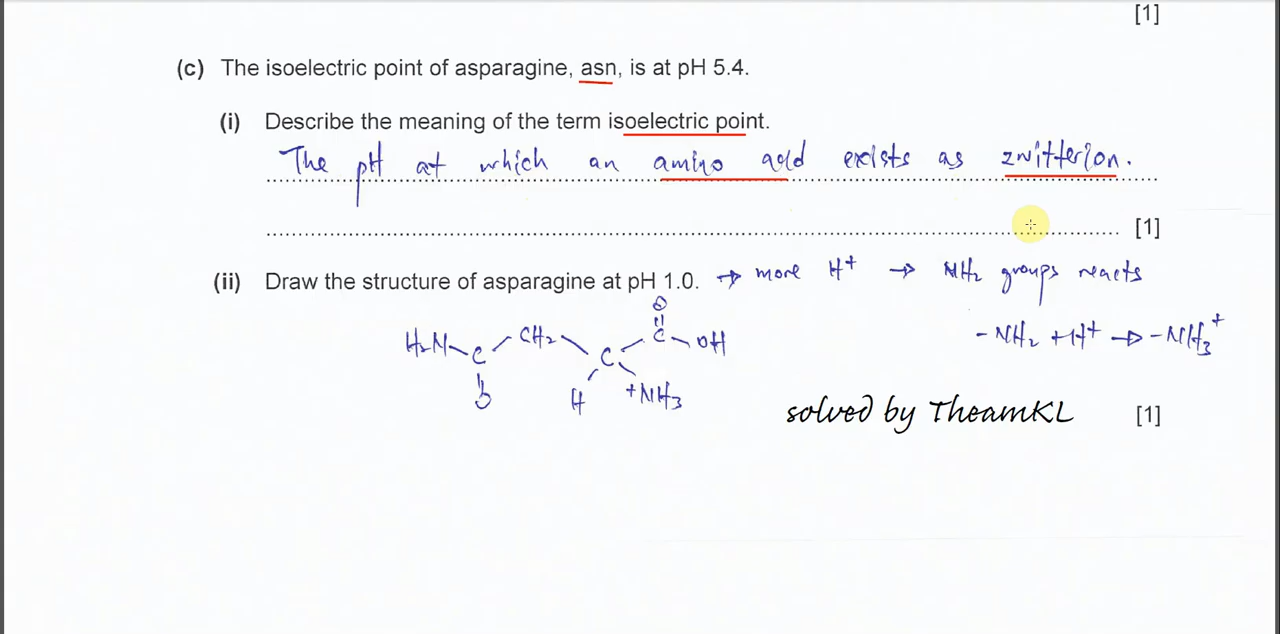 [1]
(c) The isoelectric point of asparagine, asn, is at pH 5.4.
(i) Describe the meaning of the term isoelectric point.
The pH at which an amino acid exists as zwitterion.
[1]
(ii) Draw the structure of asparagine at pH 1.0. → more H+ → NH2 groups reacts
-NH2 + H+ → -NH3+
O
H2N C CH2 C C OH
O H +NH3
solved by TheamKL [1]